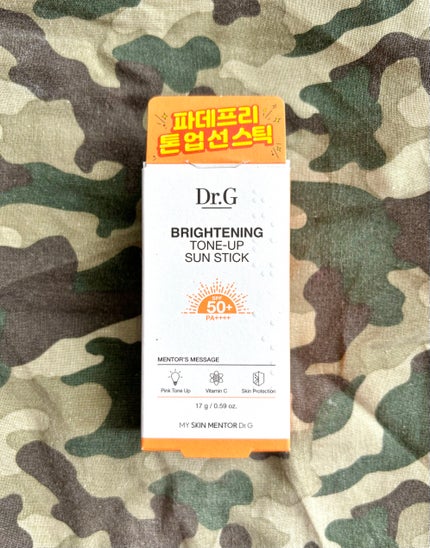 파데프리
톤업선스틱
Dr.G
BRIGHTENING
TONE-UP
SUN STICK
SPF
50+
PA++++
MENTOR'S MESSAGE
Pink Tone Up Vitamin C Skin Protection
17 g / 0.59 oz.
MY SKIN MENTOR Dr.G